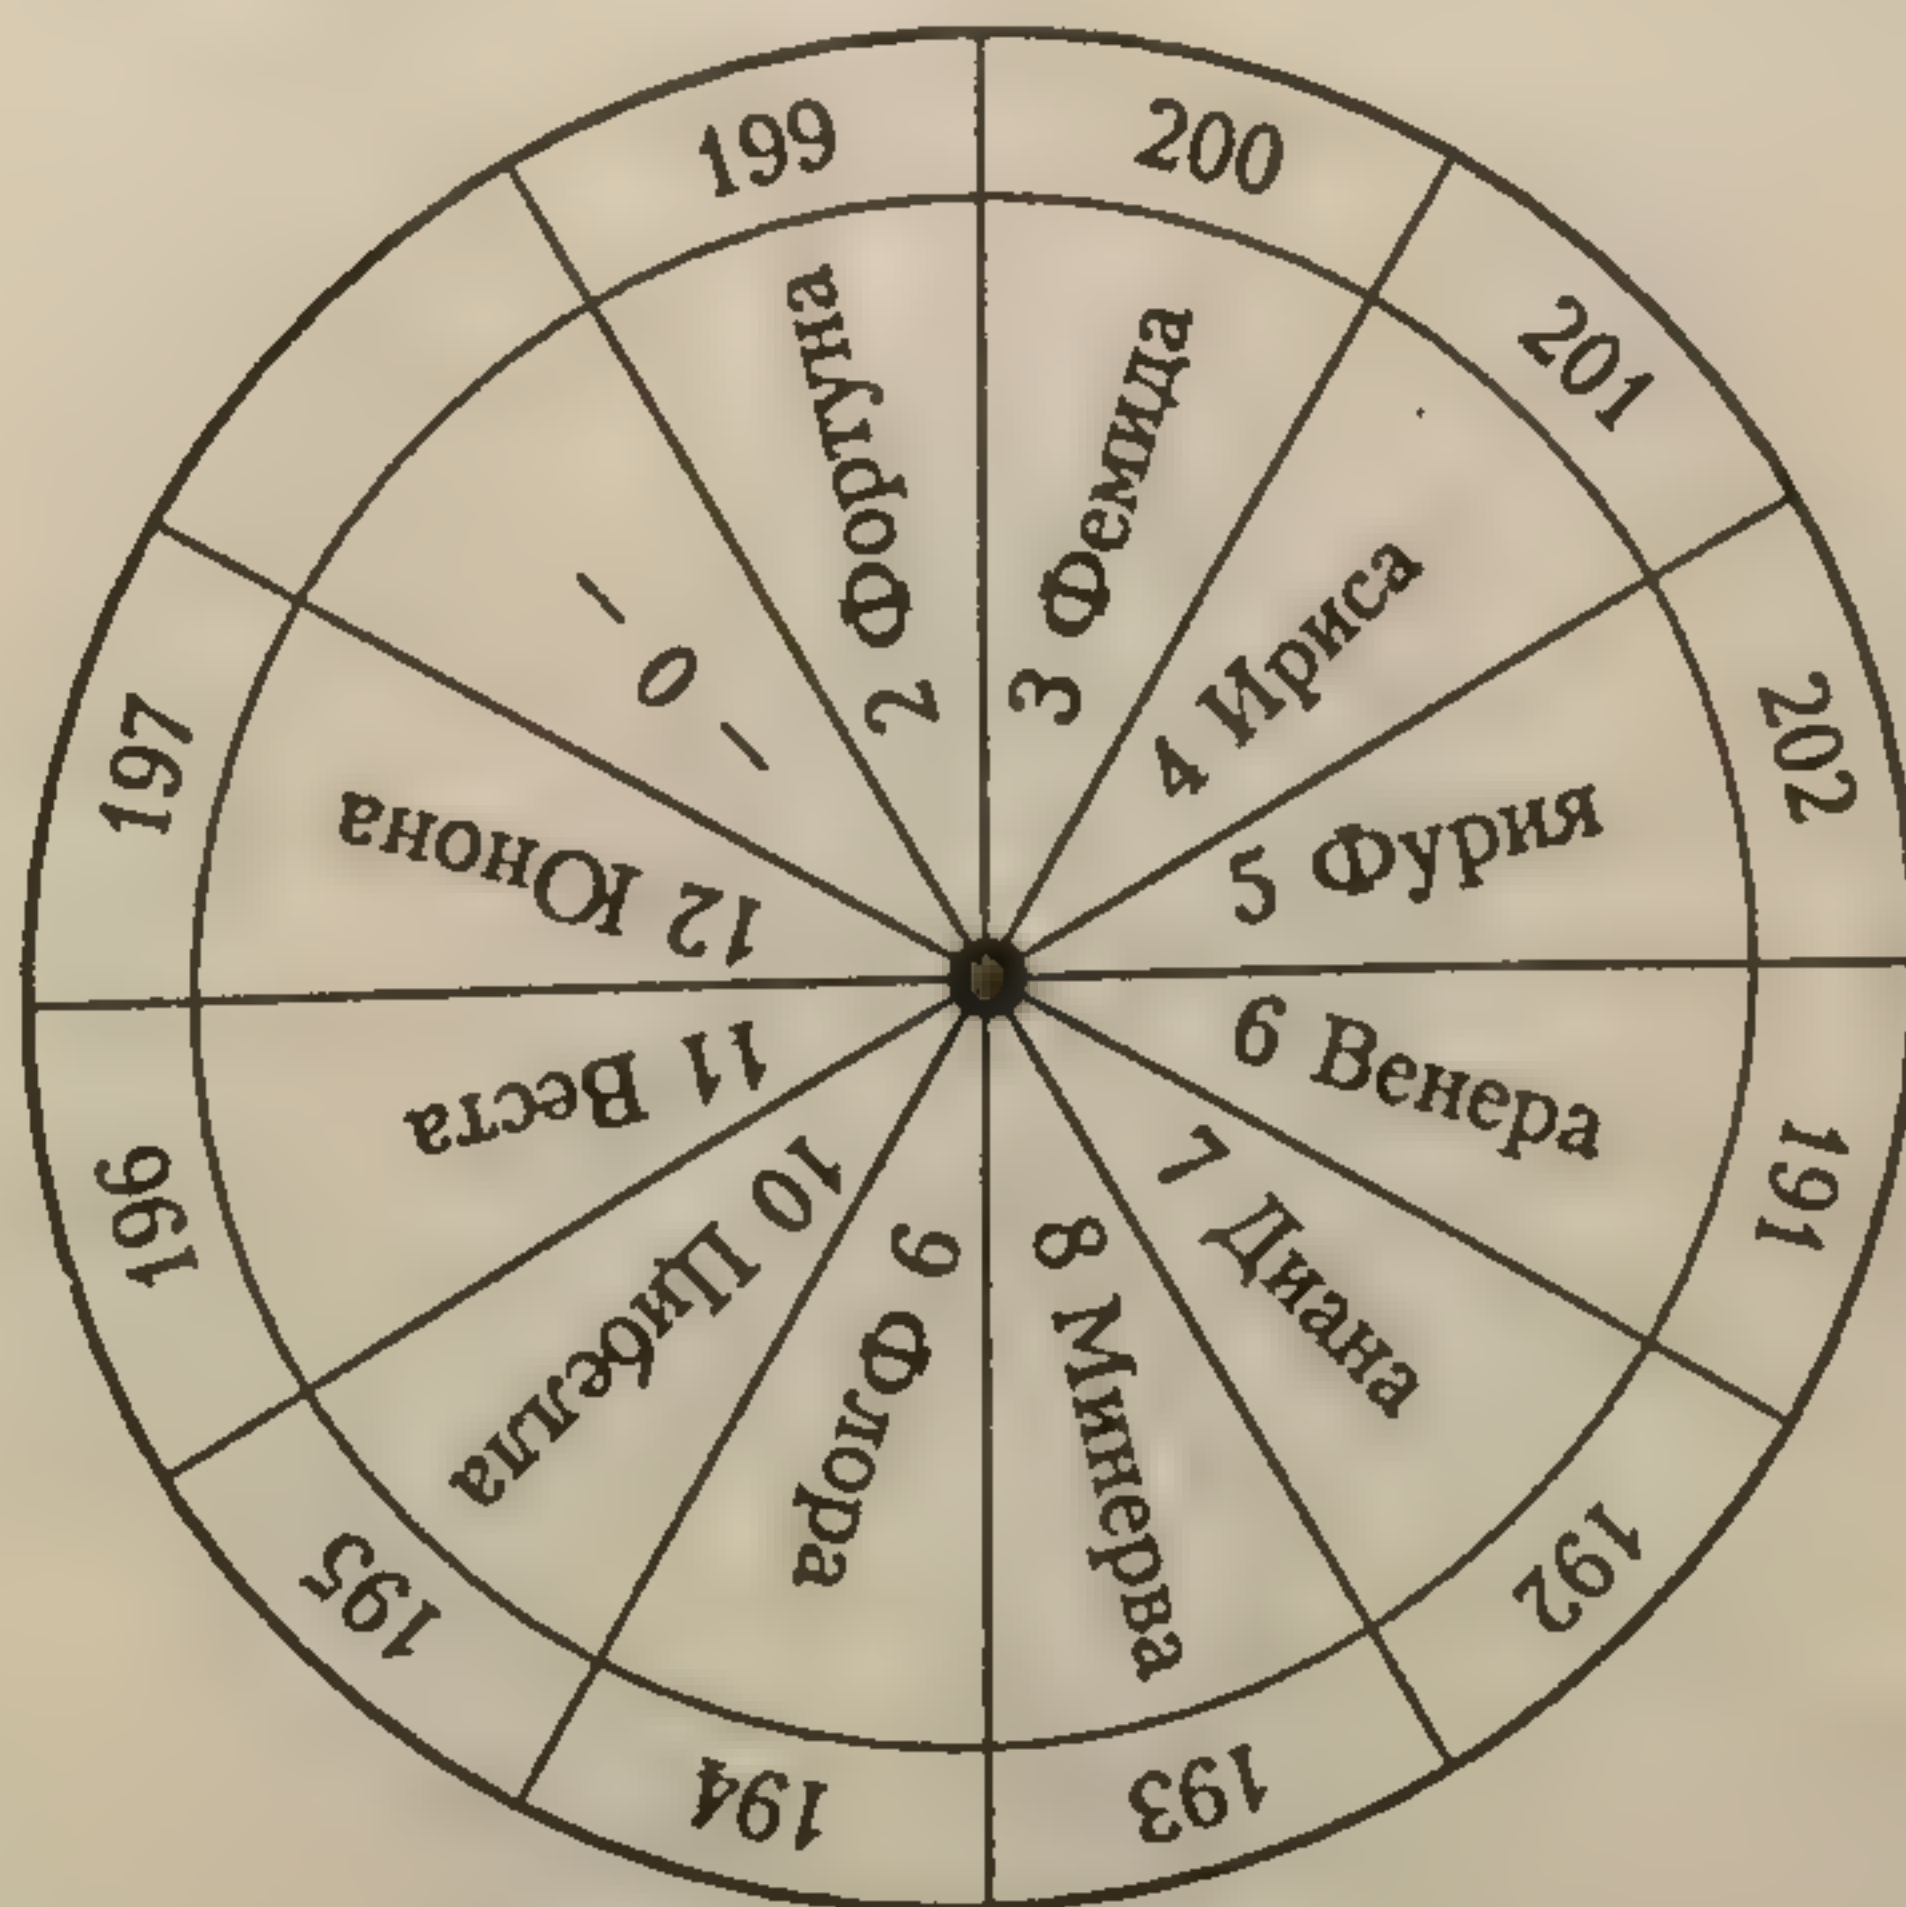 199
200
201
202
191
192
193
194
195
196
197
– 0 –
2 Фортуна
3 Фемида
4 Ириса
5 Фурия
6 Венера
7 Диана
8 Минерва
9 Флора
10 Цибелла
11 Веста
12 Юнона